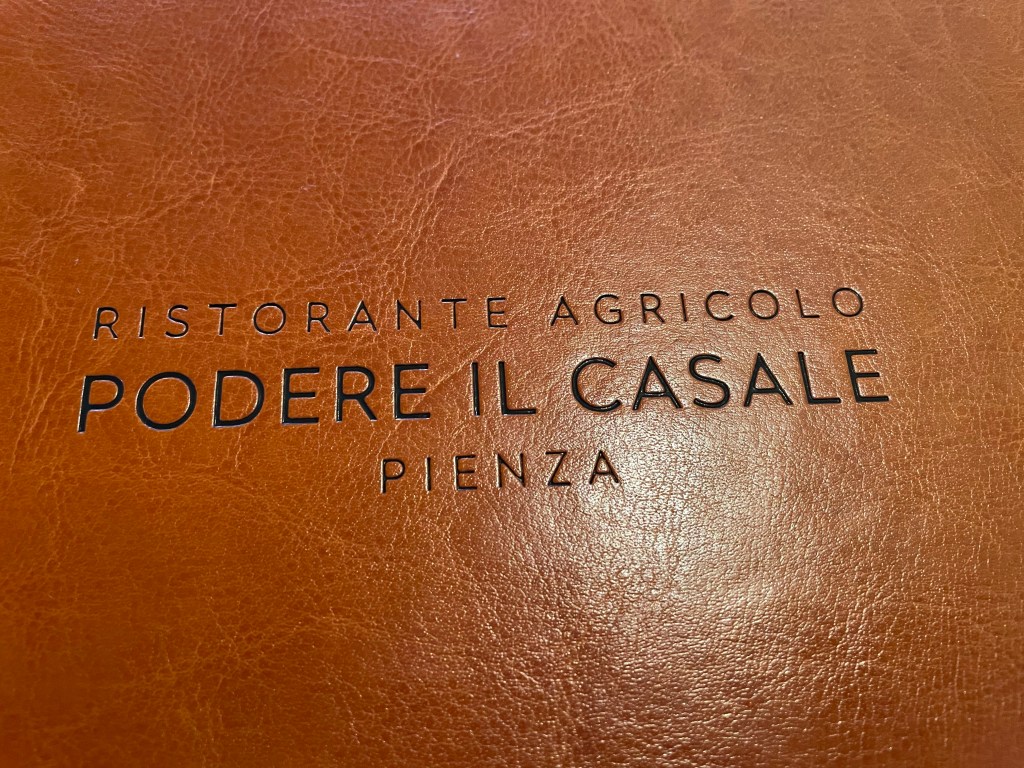 RISTORANTE AGRICOLO
PODERE IL CASALE
PIENZA